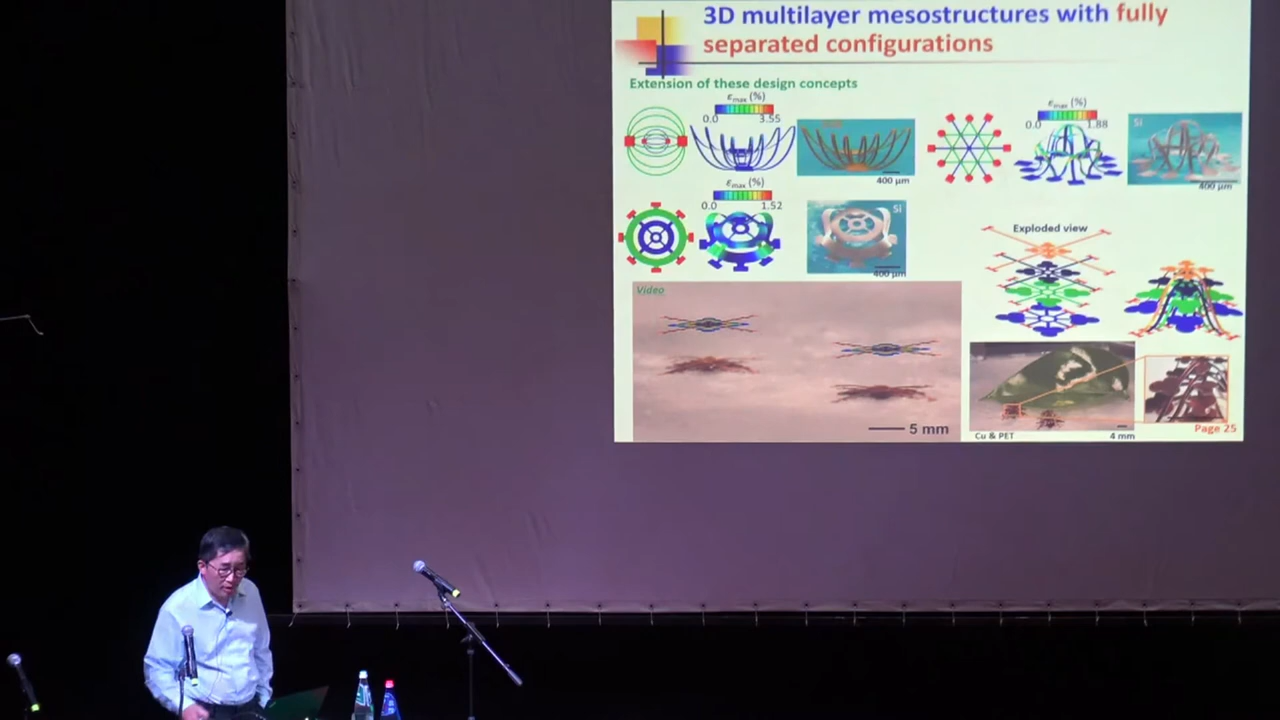 3D multilayer mesostructures with fully
separated configurations
Extension of these design concepts
εmax (%)
0.0 3.55
400 µm
εmax (%)
0.0 1.88
Si
400 µm
εmax (%)
0.0 1.52
Si
400 µm
Exploded view
Video
5 mm
Cu & PET
4 mm
Page 25